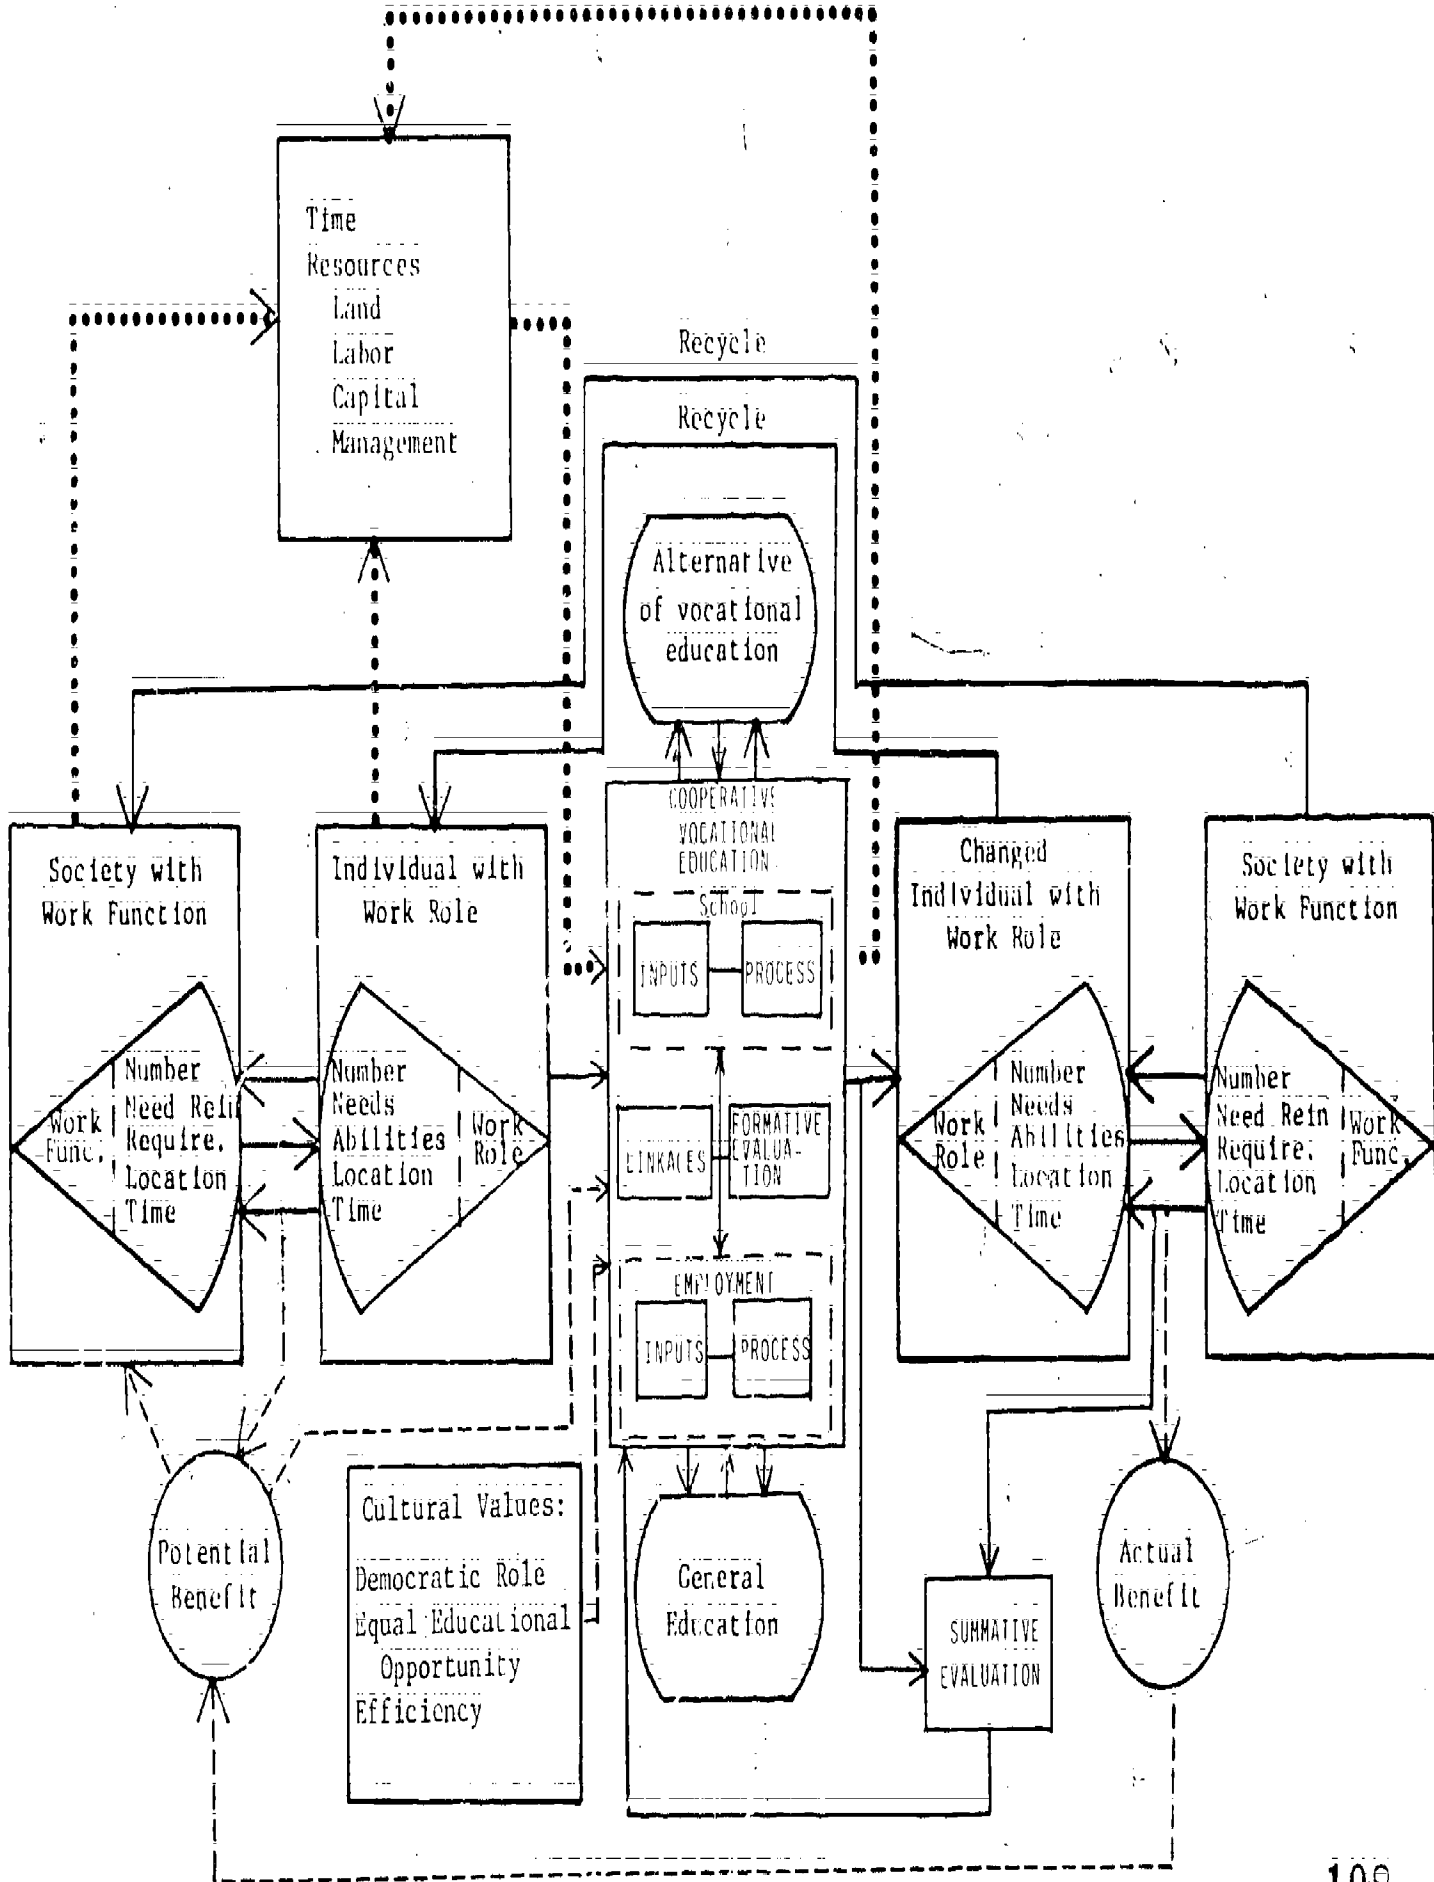 Time
Resources
Land
Labor
Capital
Management
Recycle
Recycle
Alternative
of vocational
education
Society with
Work Function
Work
Func.
Number
Need Rein
Require.
Location
Time
Individual with
Work Role
Number
Needs
Abilities
Location
Time
Work
Role
COOPERATIVE
VOCATIONAL
EDUCATION
School
INPUTS
PROCESS
LINKAGES
FORMATIVE
EVALUA-
TION
EMPLOYMENT
INPUTS
PROCESS
Changed
Individual with
Work Role
Work
Role
Number
Needs
Abilities
Location
Time
Society with
Work Function
Number
Need Rein
Require.
Location
Time
Work
Func.
Potential
Benefit
Cultural Values:
Democratic Role
Equal Educational
Opportunity
Efficiency
General
Education
SUMMATIVE
EVALUATION
Actual
Benefit